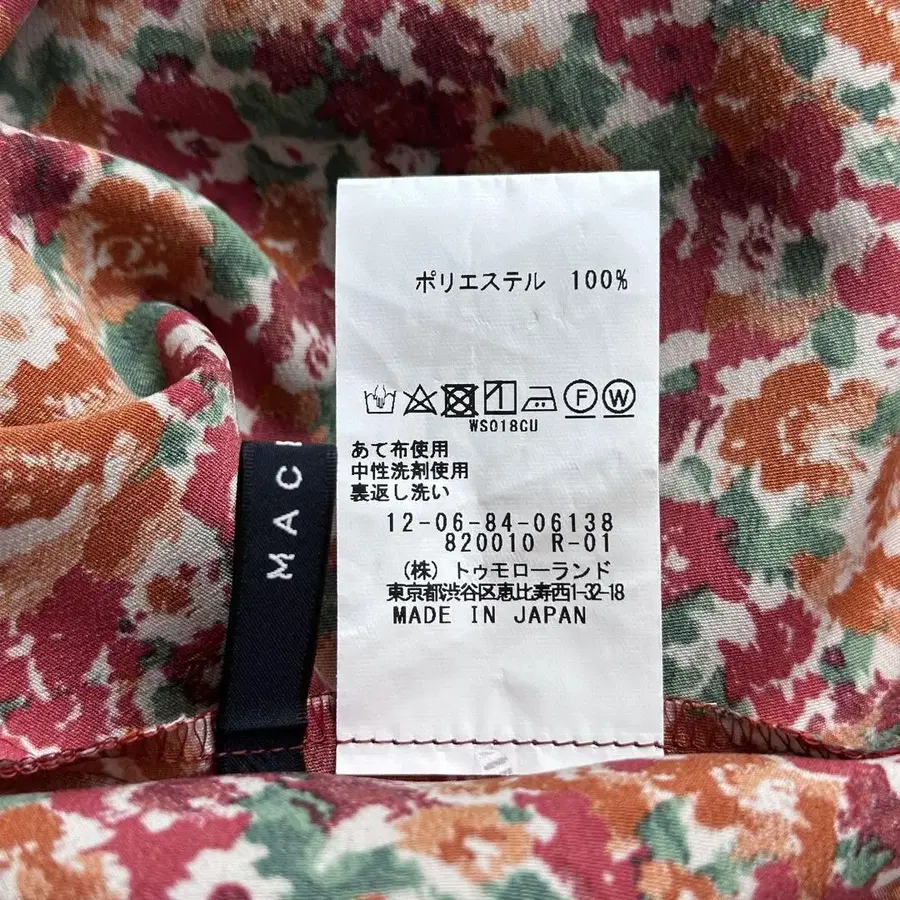 ポリエステル 100%
F W
WS018CU
あて布使用
中性洗剤使用
裏返し洗い
12-06-84-06138
820010 R-01
(株)トゥモローランド
東京都渋谷区恵比寿西1-32-18
MADE IN JAPAN
MAC